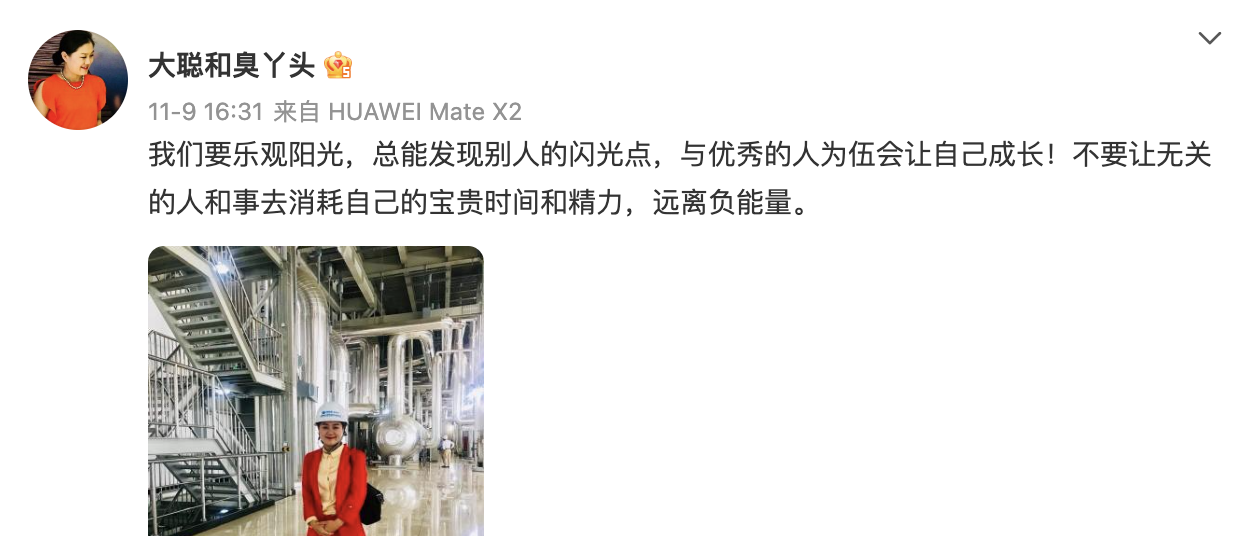 大聪和臭丫头
11-9 16:31 来自 HUAWEI Mate X2
我们要乐观阳光，总能发现别人的闪光点，与优秀的人为伍会让自己成长！不要让无关
的人和事去消耗自己的宝贵时间和精力，远离负能量。